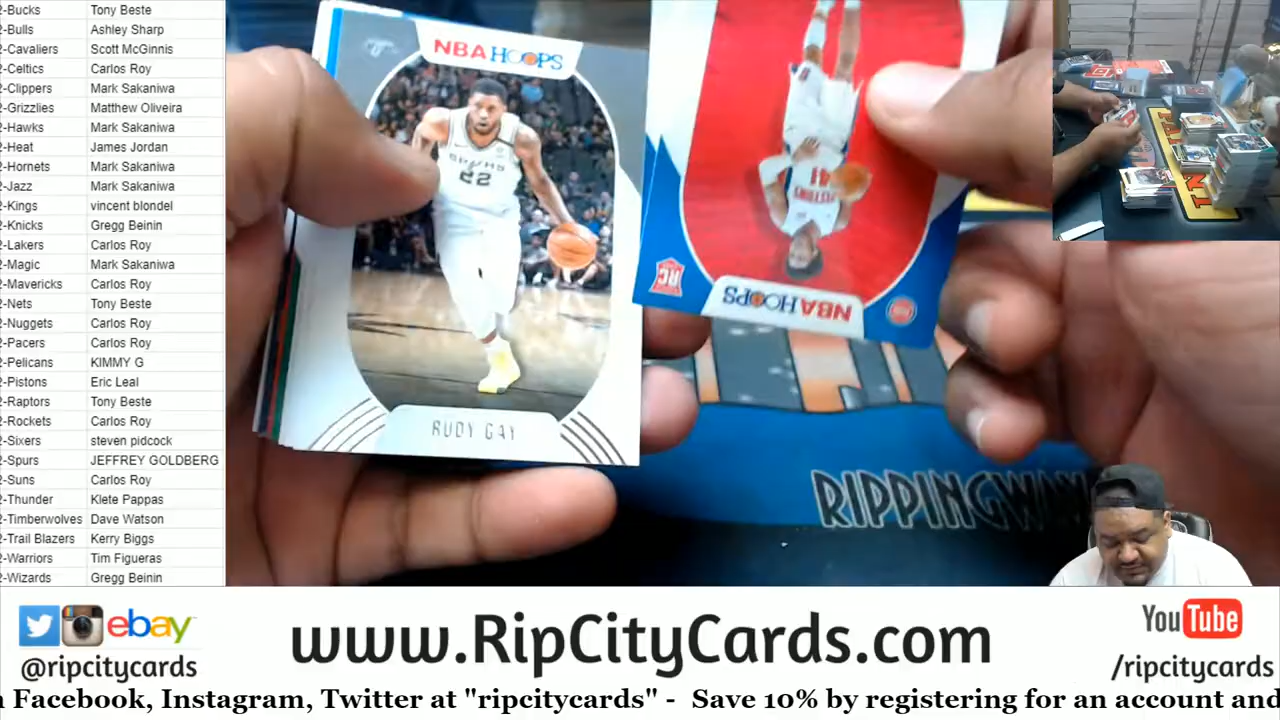 2-Bucks Tony Beste
2-Bulls Ashley Sharp
2-Cavaliers Scott McGinnis
2-Celtics Carlos Roy
2-Clippers Mark Sakaniwa
2-Grizzlies Matthew Oliveira
2-Hawks Mark Sakaniwa
2-Heat James Jordan
2-Hornets Mark Sakaniwa
2-Jazz Mark Sakaniwa
2-Kings vincent blondel
2-Knicks Gregg Beinin
2-Lakers Carlos Roy
2-Magic Mark Sakaniwa
2-Mavericks Carlos Roy
2-Nets Tony Beste
2-Nuggets Carlos Roy
2-Pacers Carlos Roy
2-Pelicans KIMMY G
2-Pistons Eric Leal
2-Raptors Tony Beste
2-Rockets Carlos Roy
2-Sixers steven pidcock
2-Spurs JEFFREY GOLDBERG
2-Suns Carlos Roy
2-Thunder Klete Pappas
2-Timberwolves Dave Watson
2-Trail Blazers Kerry Biggs
2-Warriors Tim Figueras
2-Wizards Gregg Beinin
NBA HOOPS
SPURS
22
RUDY GAY
PISTONS
RC
NBA HOOPS
RIPPINGWAX
ebay
@ripcitycards
www.RipCityCards.com
YouTube
/ripcitycards
n Facebook, Instagram, Twitter at "ripcitycards" - Save 10% by registering for an account and